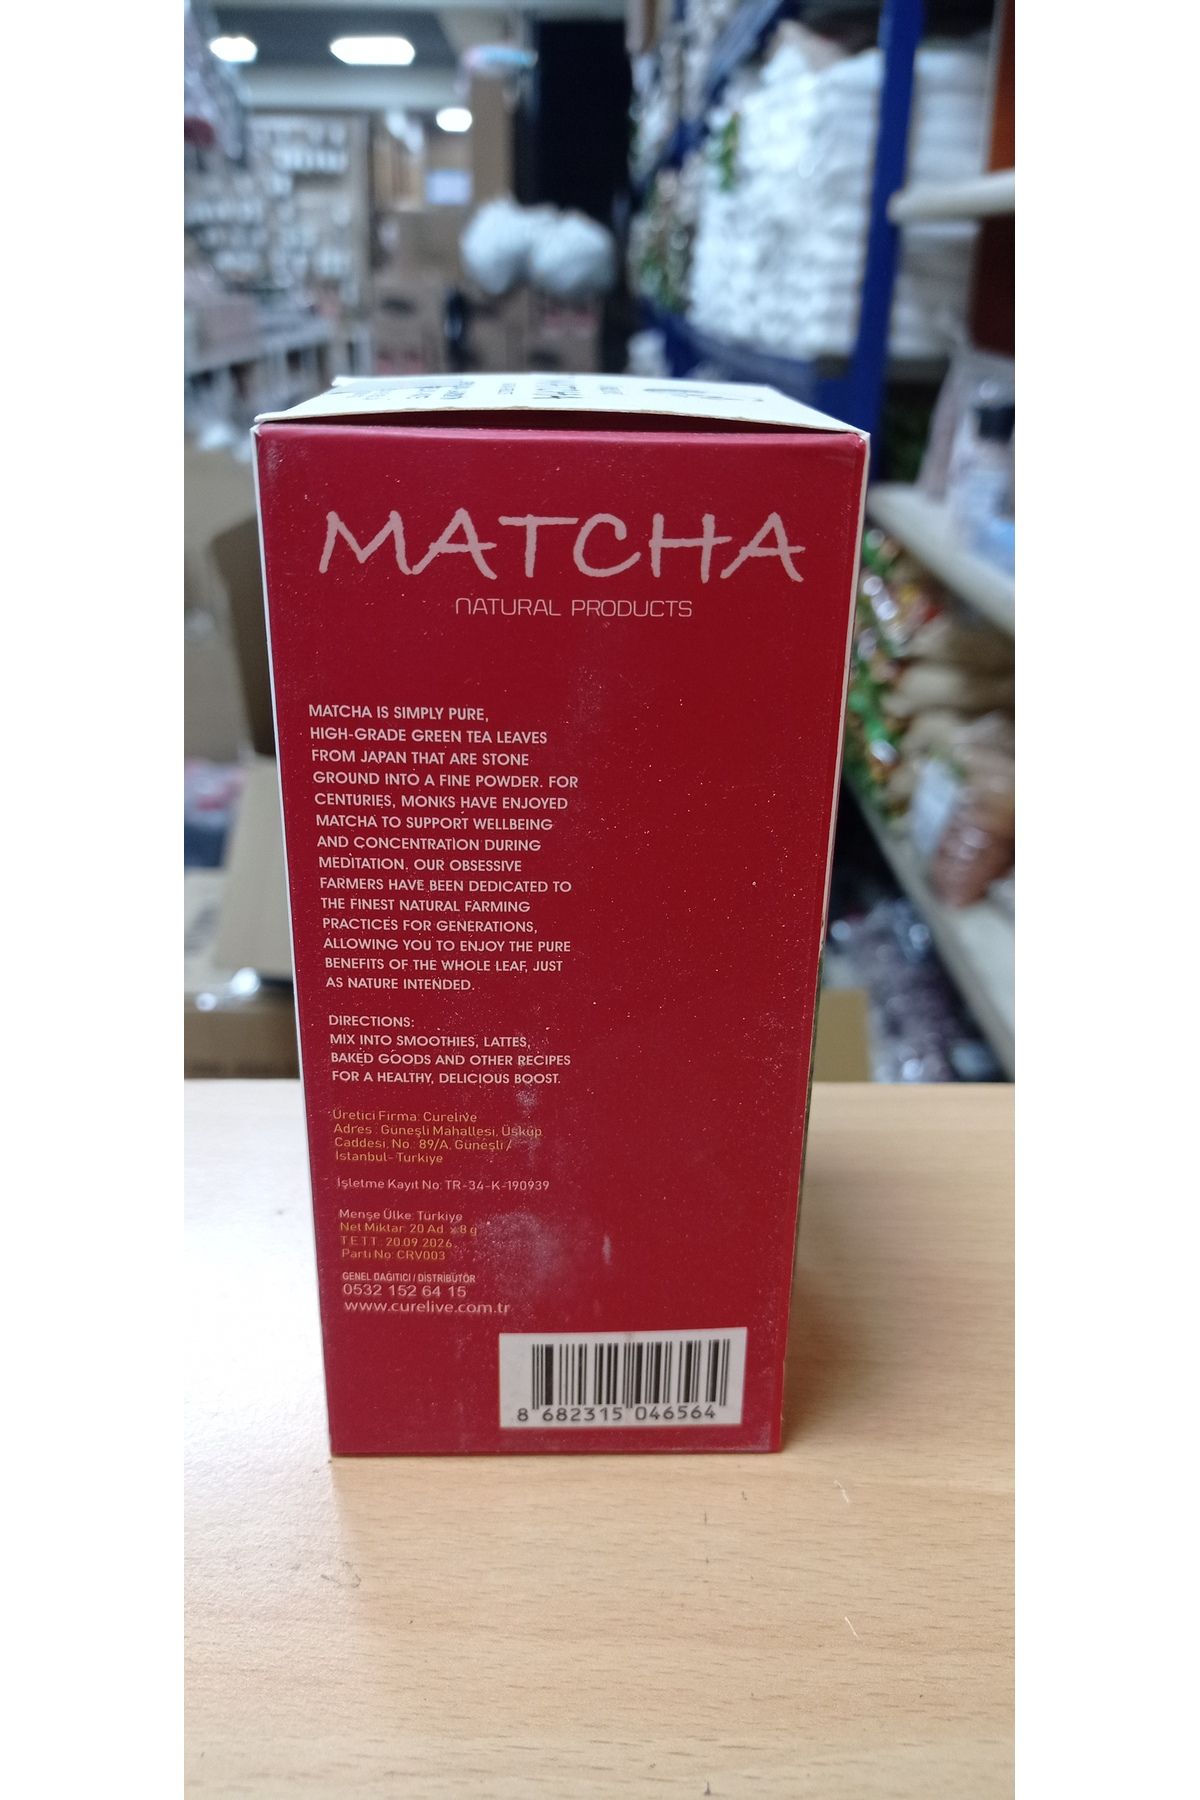 MATCHA
NATURAL PRODUCTS
MATCHA IS SIMPLY PURE,
HIGH-GRADE GREEN TEA LEAVES
FROM JAPAN THAT ARE STONE
GROUND INTO A FINE POWDER. FOR
CENTURIES, MONKS HAVE ENJOYED
MATCHA TO SUPPORT WELLBEING
AND CONCENTRATION DURING
MEDITATION. OUR OBSESSIVE
FARMERS HAVE BEEN DEDICATED TO
THE FINEST NATURAL FARMING
PRACTICES FOR GENERATIONS,
ALLOWING YOU TO ENJOY THE PURE
BENEFITS OF THE WHOLE LEAF, JUST
AS NATURE INTENDED.
DIRECTIONS:
MIX INTO SMOOTHIES, LATTES,
BAKED GOODS AND OTHER RECIPES
FOR A HEALTHY, DELICIOUS BOOST.
Üretici Firma: Curelive
Adres : Güneşli Mahallesi, Üsküp
Caddesi, No: 89/A, Güneşli /
İstanbul- Turkiye
İşletme Kayıt No: TR-34-K-190939
Menşe Ülke: Türkiye
Net Miktar: 20 Ad. x 8 g
T.E.T.T.: 20.09.2026
Parti No: CRV003
GENEL DAĞITICI / DİSTRİBÜTÖR
0532 152 64 15
www.curelive.com.tr
8 682315 046564